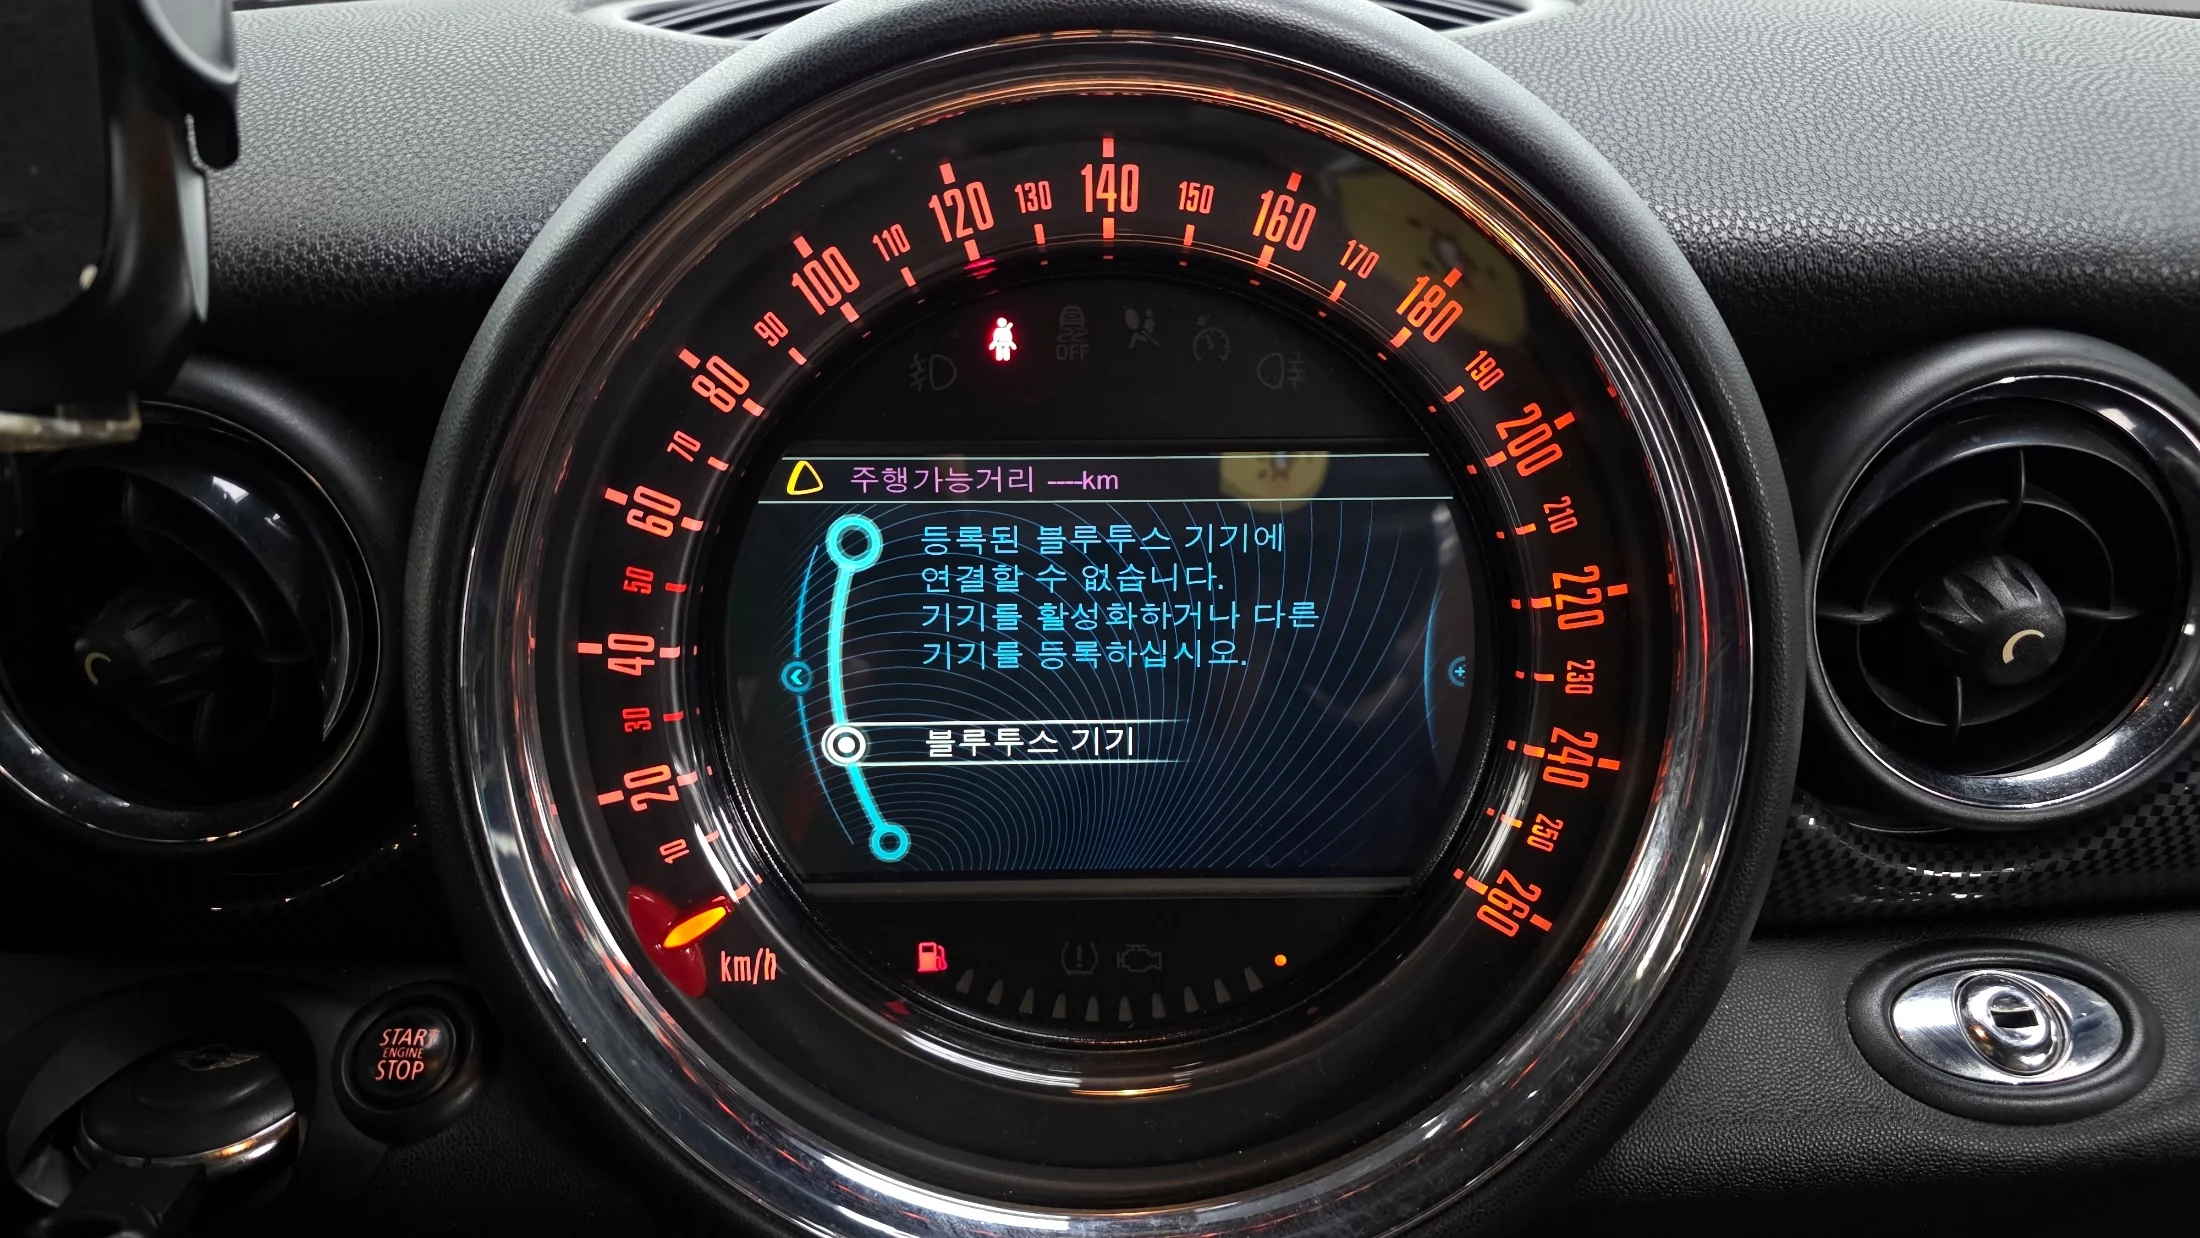 10
20
30
40
50
60
70
80
90
100
110
120
130
140
150
160
170
180
190
200
210
220
230
240
250
260
km/h
OFF
주행가능거리 ----km
등록된 블루투스 기기에
연결할 수 없습니다.
기기를 활성화하거나 다른
기기를 등록하십시오.
블루투스 기기
START
ENGINE
STOP